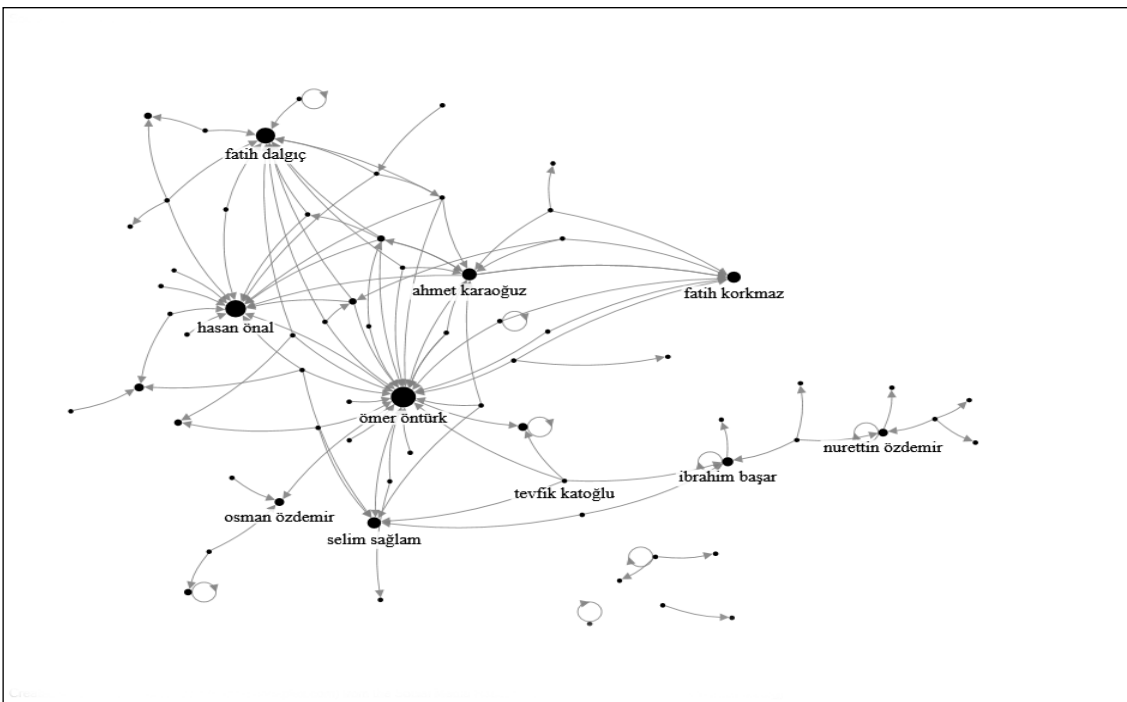 fatih dalgıç
ahmet karaoğuz
fatih korkmaz
hasan önal
ömer öntürk
nurettin özdemir
ibrahim başar
tevfik katoğlu
osman özdemir
selim sağlam